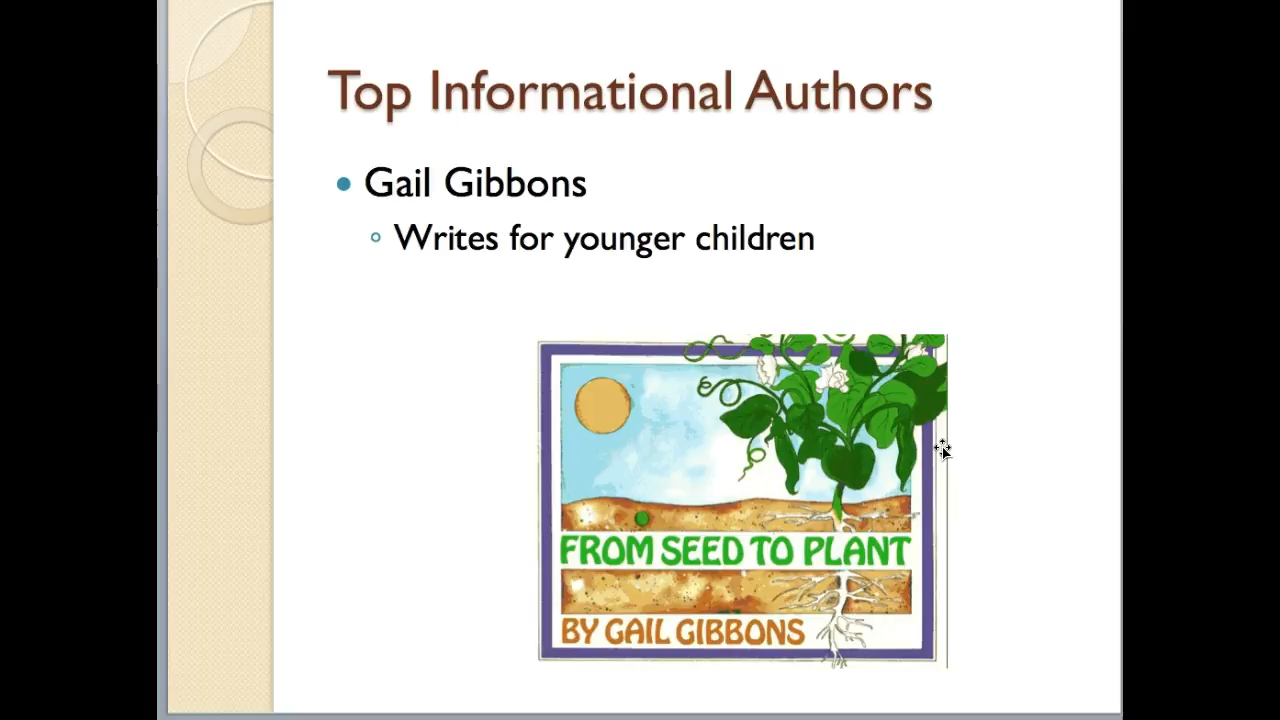 Top Informational Authors
Gail Gibbons
Writes for younger children
FROM SEED TO PLANT
BY GAIL GIBBONS